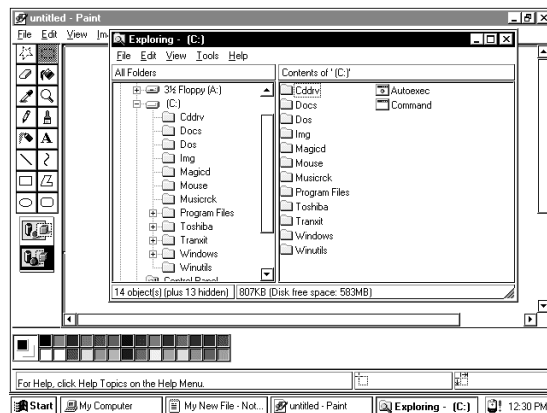 untitled - Paint
File Edit View Im
Exploring - (C:)
File Edit View Tools Help
All Folders
Contents of '(C:)'
3½ Floppy (A:)
(C:)
Cddrv
Docs
Dos
Img
Magicd
Mouse
Musicrck
Program Files
Toshiba
Tranxit
Windows
Winutils
Control Panel
Cddrv
Docs
Dos
Img
Magicd
Mouse
Musicrck
Program Files
Toshiba
Tranxit
Windows
Winutils
Autoexec
Command
14 object(s) (plus 13 hidden)
807KB (Disk free space: 583MB)
A
For Help, click Help Topics on the Help Menu.
Start
My Computer
My New File - Not...
untitled - Paint
Exploring - (C:)
12:30 PM